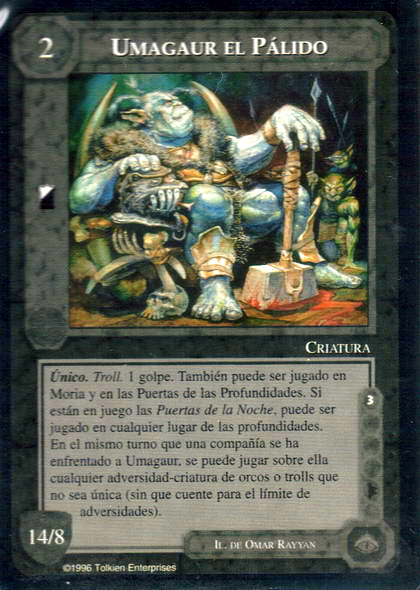 2
UMAGAUR EL PÁLIDO
CRIATURA
Único. Troll. 1 golpe. También puede ser jugado en
Moria y en las Puertas de las Profundidades. Si
están en juego las Puertas de la Noche, puede ser
jugado en cualquier lugar de las profundidades.
En el mismo turno que una compañía se ha
enfrentado a Umagaur, se puede jugar sobre ella
cualquier adversidad-criatura de orcos o trolls que
no sea única (sin que cuente para el límite de
adversidades).
3
14/8
IL. DE OMAR RAYYAN
©1996 Tolkien Enterprises